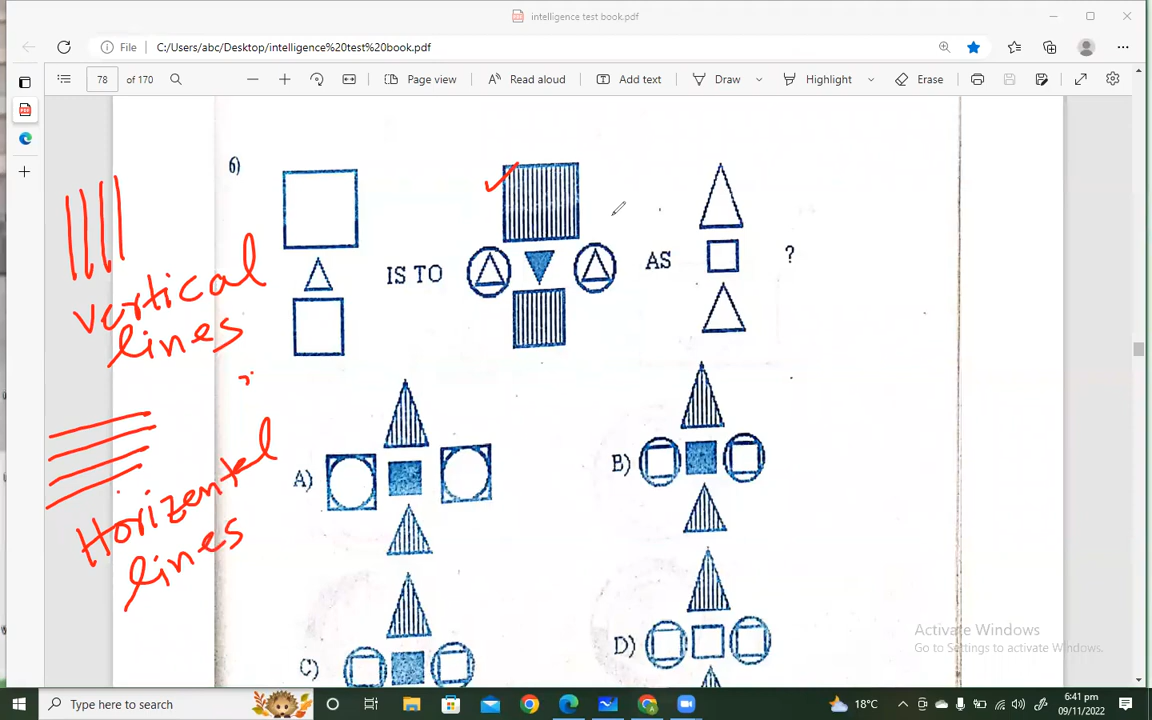 intelligence test book.pdf
File C:/Users/abc/Desktop/intelligence%20test%20book.pdf
78 of 170 Page view Read aloud Add text Draw Highlight Erase
6)
IS TO AS ?
vertical
lines
Horizental
lines
A) B)
C) D)
Activate Windows
Go to Settings to activate Windows.
Type here to search 18°C 6:41 pm
09/11/2022